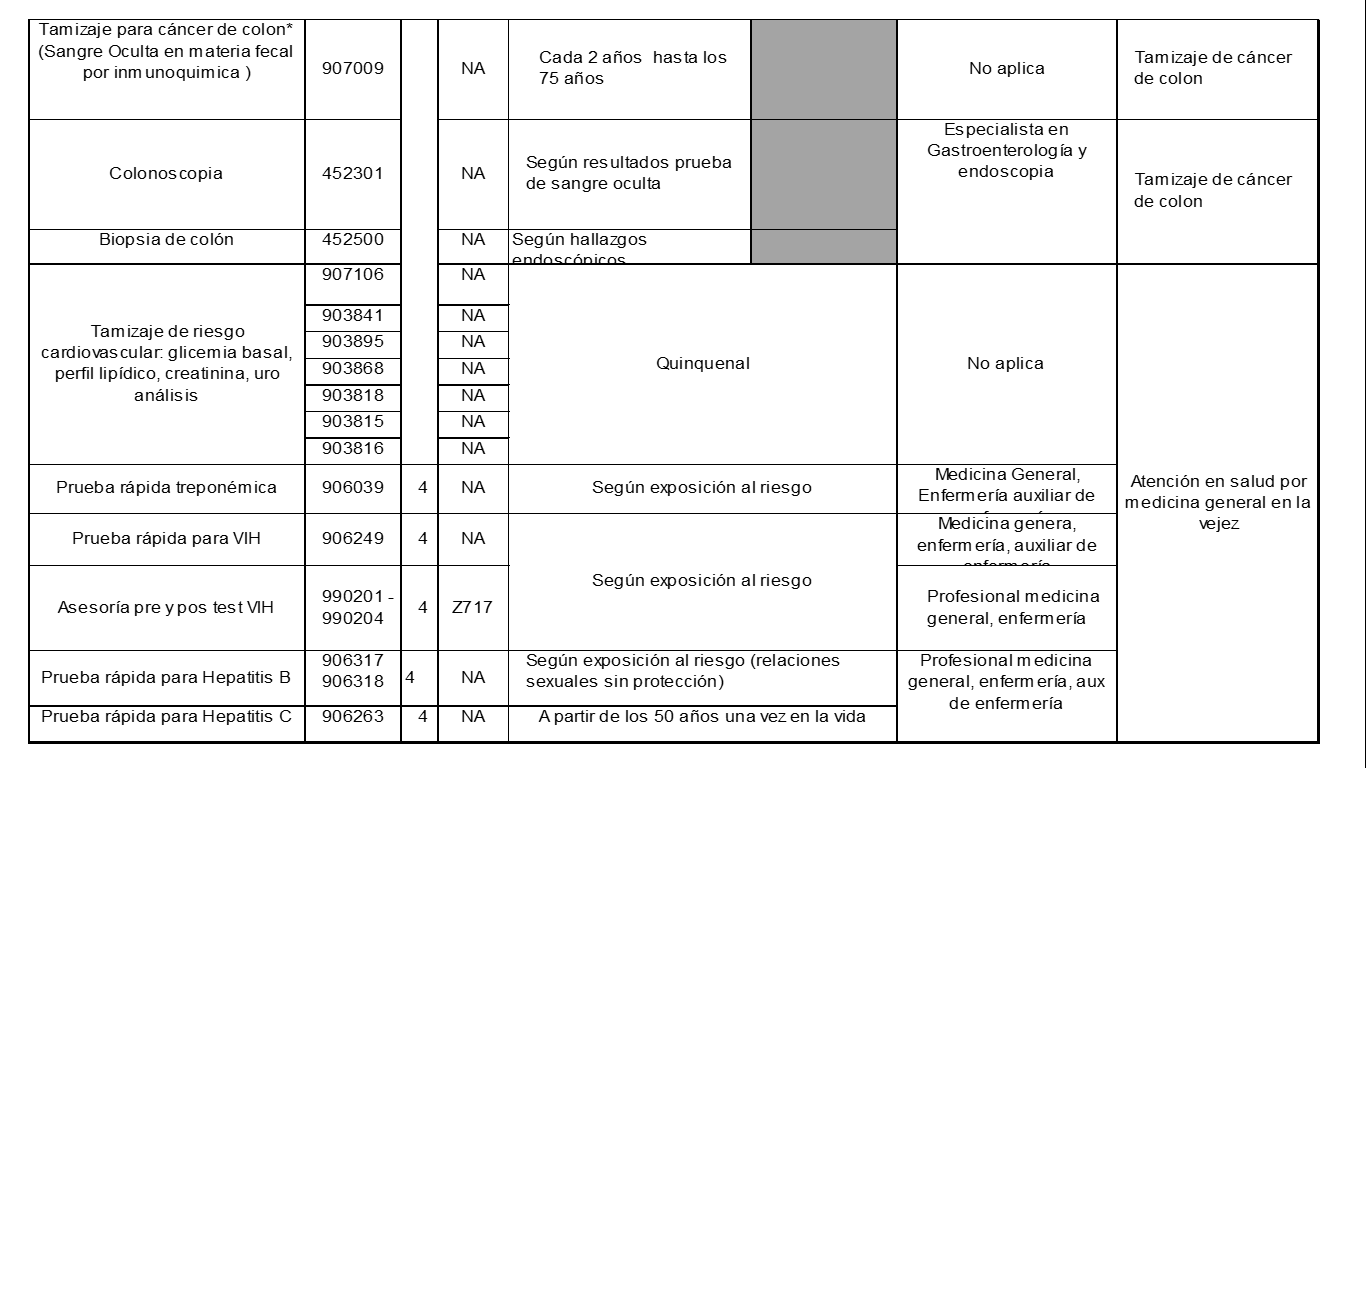 Tamizaje para cáncer de colon*
(Sangre Oculta en materia fecal
por inmunoquimica )
907009
NA
Cada 2 años hasta los
75 años
No aplica
Tamizaje de cáncer
de colon
Colonoscopia
452301
NA
Según resultados prueba
de sangre oculta
Especialista en
Gastroenterología y
endoscopia
Tamizaje de cáncer
de colon
Biopsia de colón
452500
NA
Según hallazgos
endoscópicos
Tamizaje de riesgo
cardiovascular: glicemia basal,
perfil lipídico, creatinina, uro
análisis
907106
NA
903841
NA
903895
NA
903868
NA
903818
NA
903815
NA
903816
NA
Quinquenal
No aplica
Atención en salud por
medicina general en la
vejez
Prueba rápida treponémica
906039
4
NA
Según exposición al riesgo
Medicina General,
Enfermería auxiliar de
Prueba rápida para VIH
906249
4
NA
Según exposición al riesgo
Medicina genera,
enfermería, auxiliar de
enfermería
Asesoría pre y pos test VIH
990201 -
990204
4
Z717
Profesional medicina
general, enfermería
Prueba rápida para Hepatitis B
906317
906318
4
NA
Según exposición al riesgo (relaciones
sexuales sin protección)
Profesional medicina
general, enfermería, aux
de enfermería
Prueba rápida para Hepatitis C
906263
4
NA
A partir de los 50 años una vez en la vida